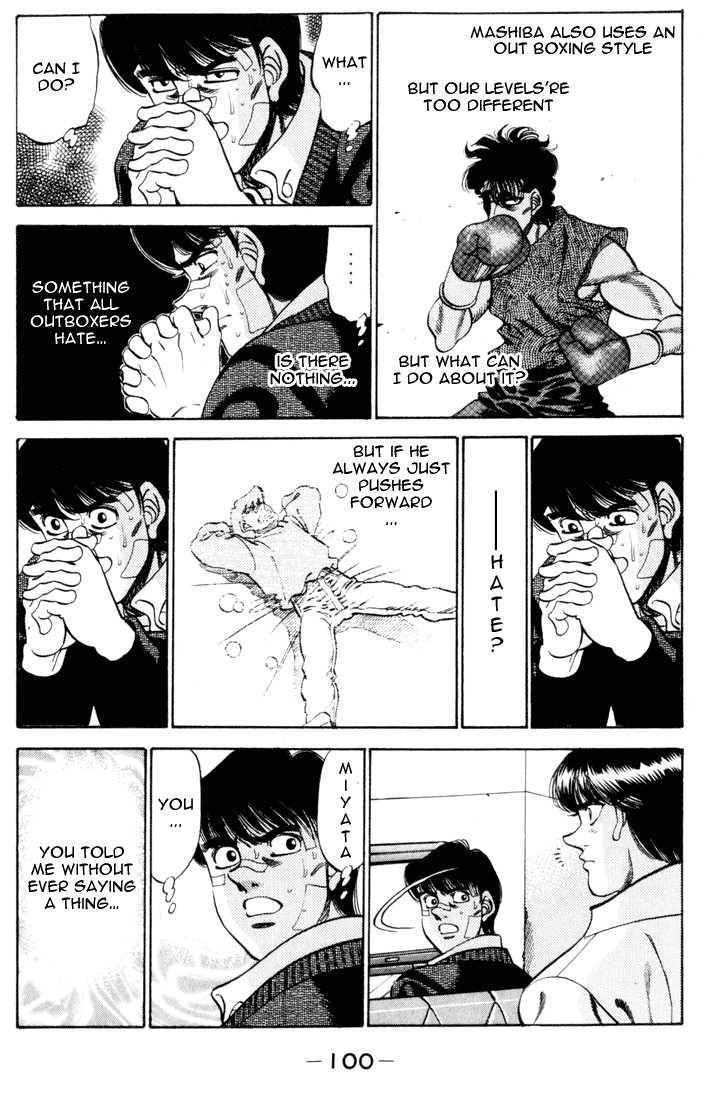 MASHIBA ALSO USES AN
OUT BOXING STYLE
BUT OUR LEVELS'RE
TOO DIFFERENT
BUT WHAT CAN
I DO ABOUT IT?
WHAT
...
CAN I
DO?
....
IS THERE
NOTHING...
SOMETHING
THAT ALL
OUTBOXERS
HATE...
—HATE?
BUT IF HE
ALWAYS JUST
PUSHES
FORWARD
...
MIYATA
YOU
...
YOU TOLD
ME WITHOUT
EVER SAYING
A THING...
—100—